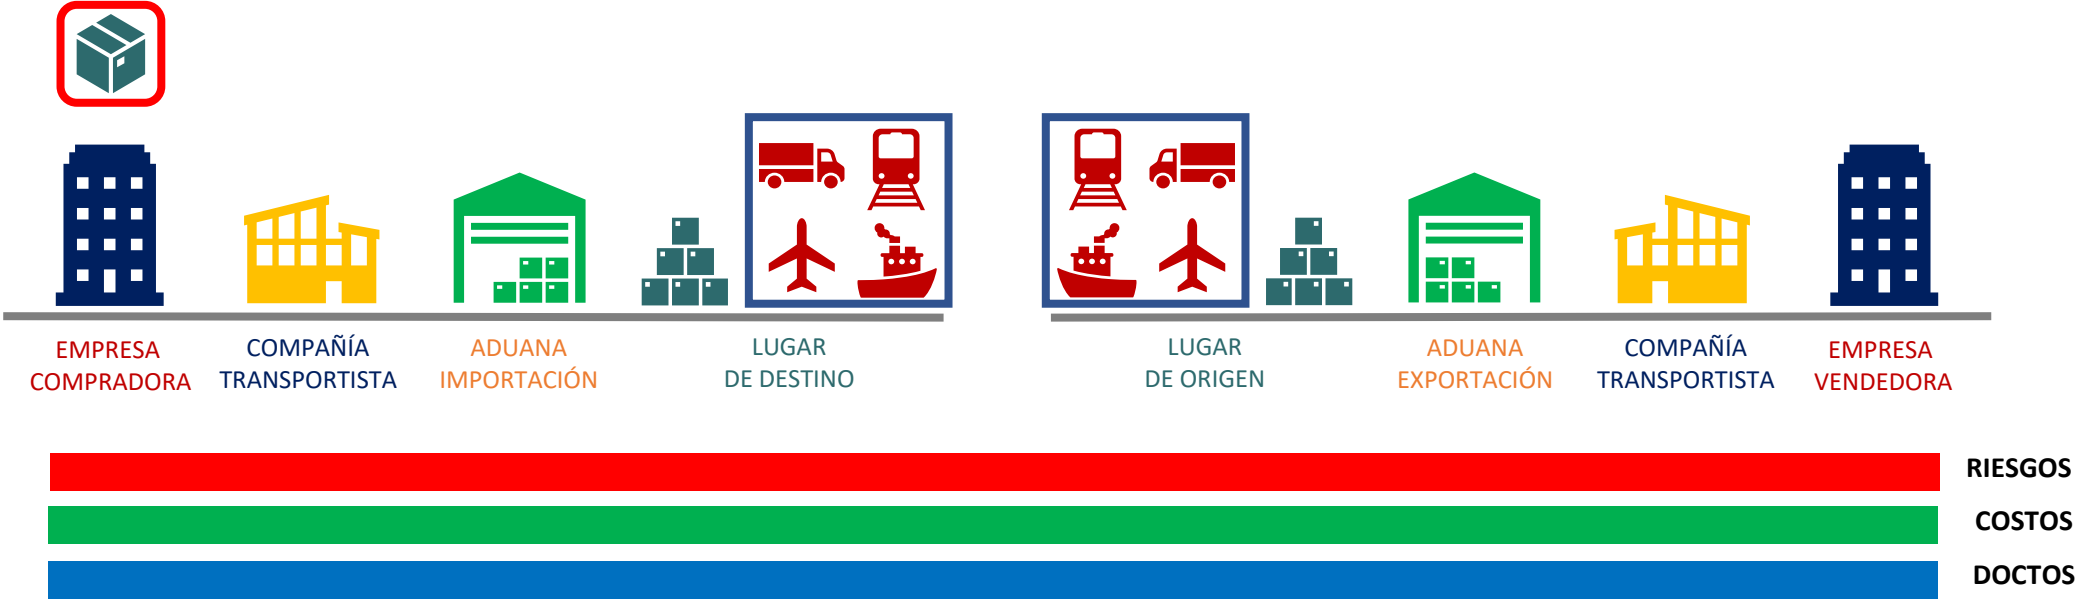 EMPRESA
COMPRADORA
COMPAÑÍA
TRANSPORTISTA
ADUANA
IMPORTACIÓN
LUGAR
DE DESTINO
LUGAR
DE ORIGEN
ADUANA
EXPORTACIÓN
COMPAÑÍA
TRANSPORTISTA
EMPRESA
VENDEDORA
RIESGOS
COSTOS
DOCTOS